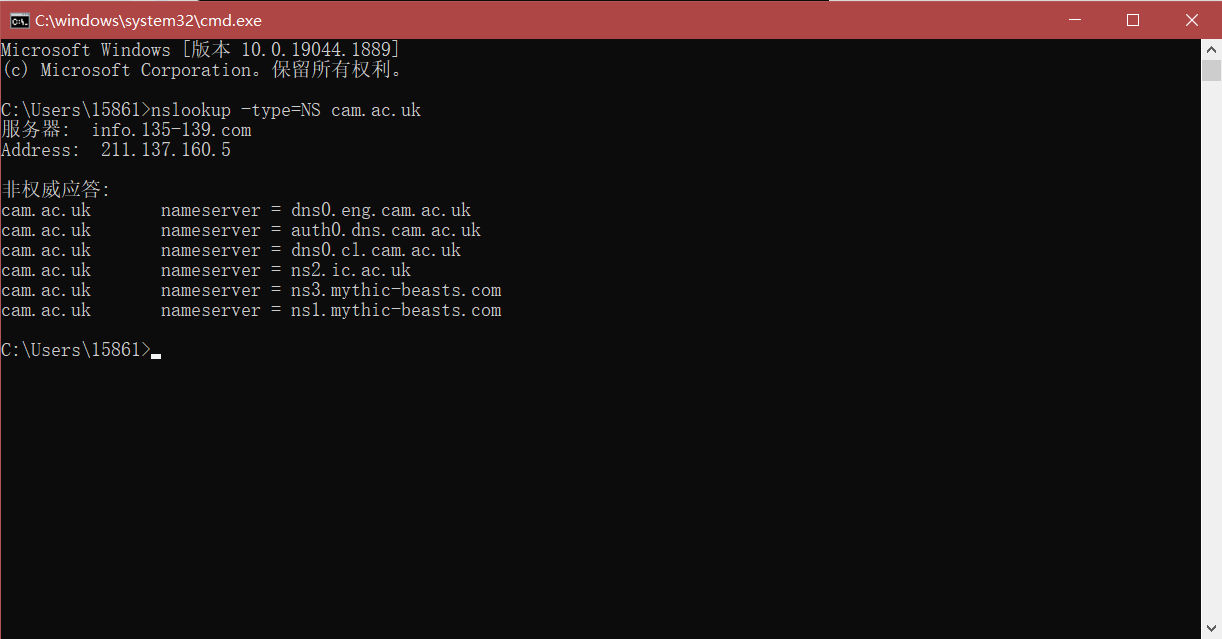 C:\windows\system32\cmd.exe
Microsoft Windows [版本 10.0.19044.1889]
(c) Microsoft Corporation。保留所有权利。
C:\Users\15861>nslookup -type=NS cam.ac.uk
服务器:  info.135-139.com
Address:  211.137.160.5
非权威应答:
cam.ac.uk       nameserver = dns0.eng.cam.ac.uk
cam.ac.uk       nameserver = auth0.dns.cam.ac.uk
cam.ac.uk       nameserver = dns0.cl.cam.ac.uk
cam.ac.uk       nameserver = ns2.ic.ac.uk
cam.ac.uk       nameserver = ns3.mythic-beasts.com
cam.ac.uk       nameserver = ns1.mythic-beasts.com
C:\Users\15861>